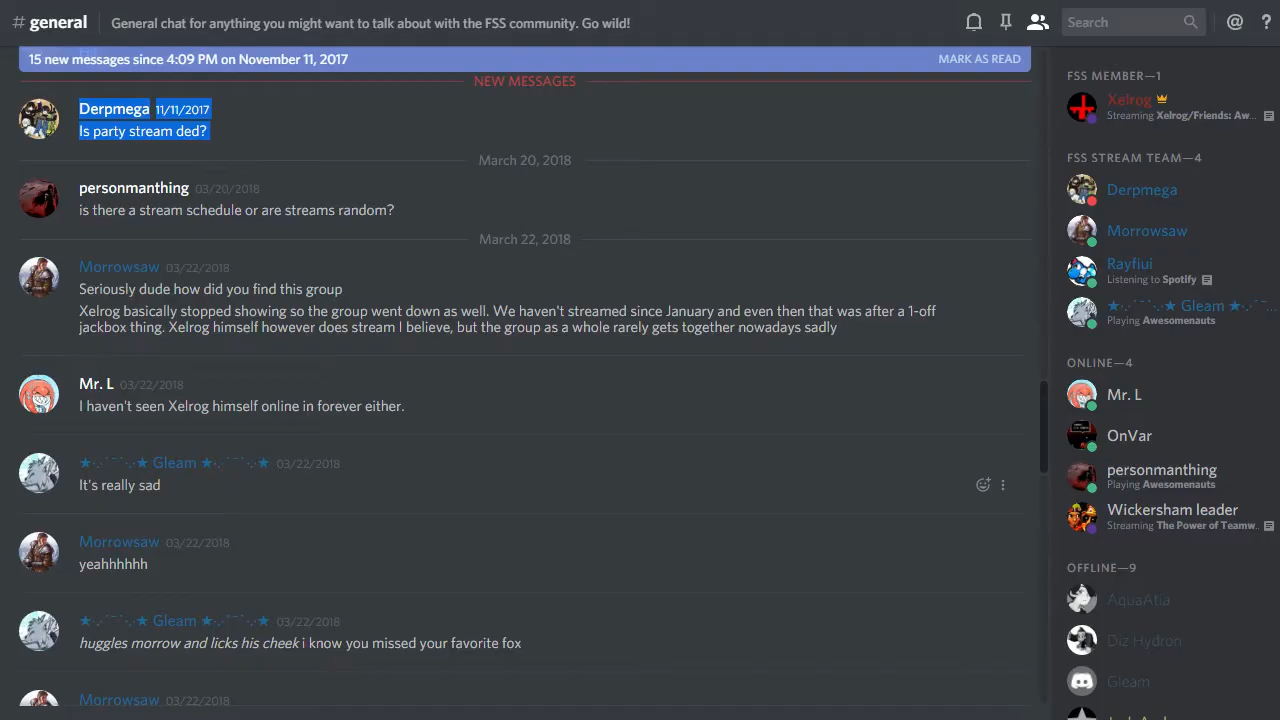 # general General chat for anything you might want to talk about with the FSS community. Go wild! Search @ ?
15 new messages since 4:09 PM on November 11, 2017 MARK AS READ
NEW MESSAGES
Derpmega 11/11/2017
Is party stream ded?
March 20, 2018
personmanthing 03/20/2018
is there a stream schedule or are streams random?
March 22, 2018
Morrowsaw 03/22/2018
Seriously dude how did you find this group
Xelrog basically stopped showing so the group went down as well. We haven't streamed since January and even then that was after a 1-off
jackbox thing. Xelrog himself however does stream I believe, but the group as a whole rarely gets together nowadays sadly
Mr. L 03/22/2018
I haven't seen Xelrog himself online in forever either.
★·.·´¯`·.·★ Gleam ★·.·´¯`·.·★ 03/22/2018
It's really sad
Morrowsaw 03/22/2018
yeahhhhhh
★·.·´¯`·.·★ Gleam ★·.·´¯`·.·★ 03/22/2018
huggles morrow and licks his cheek i know you missed your favorite fox
Morrowsaw 03/22/2018
FSS MEMBER—1
Xelrog
Streaming Xelrog/Friends: Aw...
FSS STREAM TEAM—4
Derpmega
Morrowsaw
Rayfiui
Listening to Spotify
★·.·´¯`·.·★ Gleam ★·.·´¯...
Playing Awesomenauts
ONLINE—4
Mr. L
OnVar
personmanthing
Playing Awesomenauts
Wickersham leader
Streaming The Power of Teamw...
OFFLINE—9
AquaAtia
Diz Hydron
Gleam